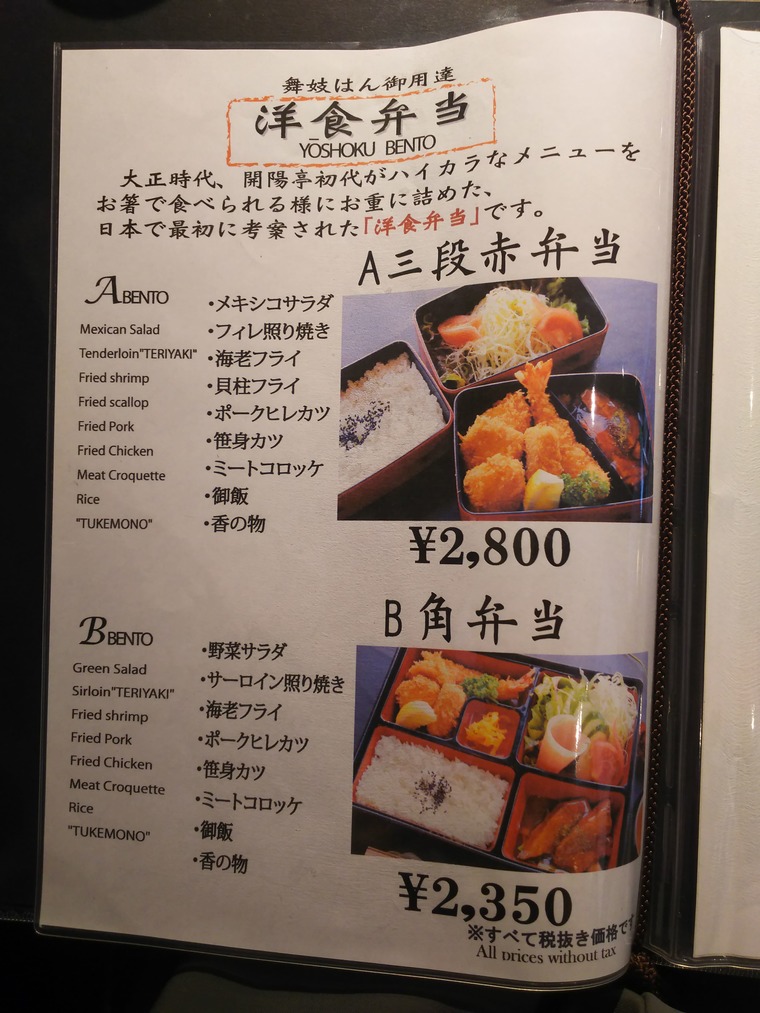 舞妓はん御用達
洋食弁当
YŌSHOKU BENTO
大正時代、開陽亭初代がハイカラなメニューを
お箸で食べられる様にお重に詰めた、
日本で最初に考案された「洋食弁当」です。
A三段赤弁当
A BENTO
Mexican Salad
Tenderloin"TERIYAKI"
Fried shrimp
Fried scallop
Fried Pork
Fried Chicken
Meat Croquette
Rice
"TUKEMONO"
・メキシコサラダ
・フィレ照り焼き
・海老フライ
・貝柱フライ
・ポークヒレカツ
・笹身カツ
・ミートコロッケ
・御飯
・香の物
¥2,800
B角弁当
B BENTO
Green Salad
Sirloin"TERIYAKI"
Fried shrimp
Fried Pork
Fried Chicken
Meat Croquette
Rice
"TUKEMONO"
・野菜サラダ
・サーロイン照り焼き
・海老フライ
・ポークヒレカツ
・笹身カツ
・ミートコロッケ
・御飯
・香の物
¥2,350
※すべて税抜き価格です
All prices without tax